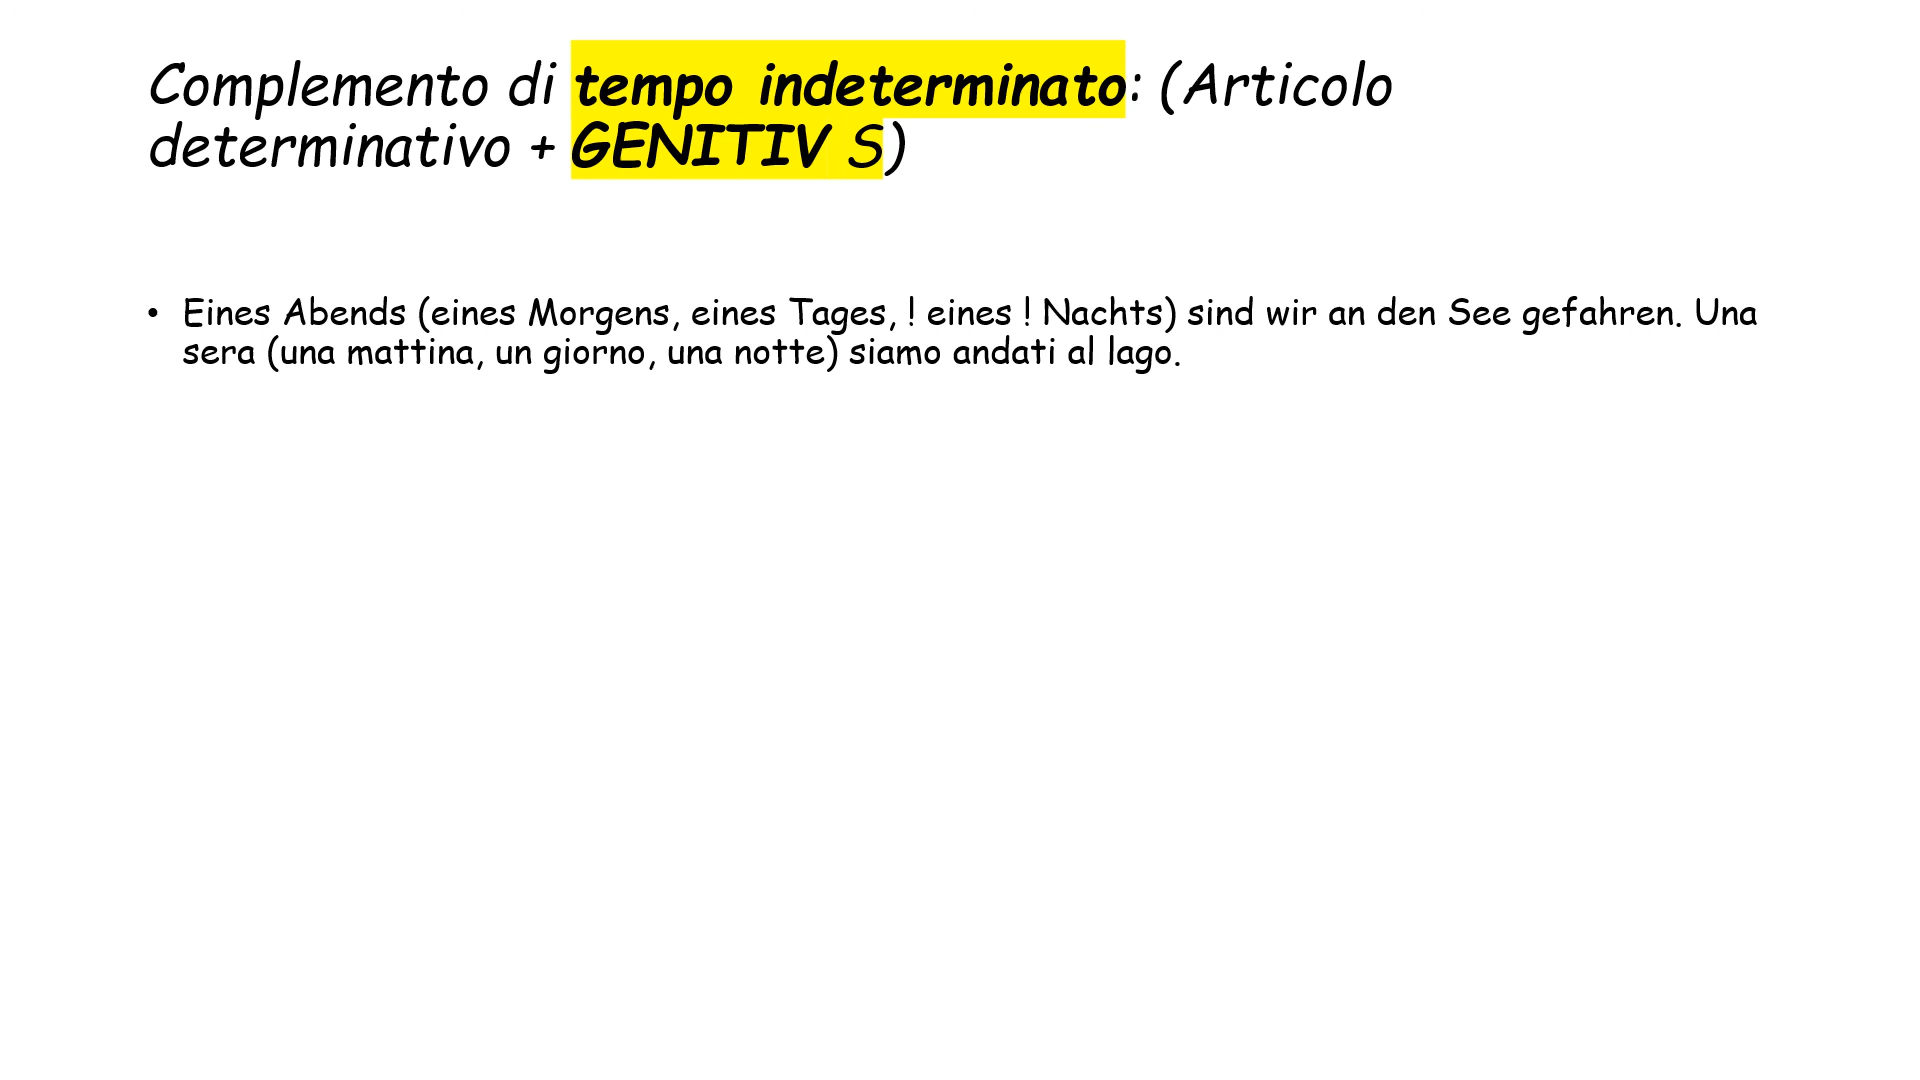 Complemento di tempo indeterminato: (Articolo
determinativo + GENITIV S)
• Eines Abends (eines Morgens, eines Tages, ! eines ! Nachts) sind wir an den See gefahren. Una
sera (una mattina, un giorno, una notte) siamo andati al lago.